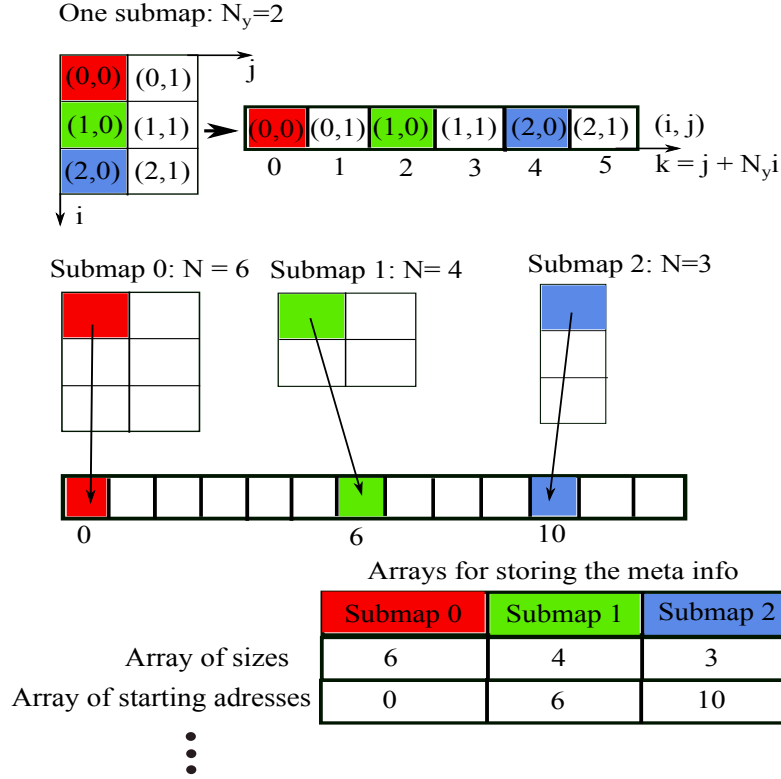 One submap: N_y=2
j
(0,0) (0,1)
(1,0) (1,1)
(2,0) (2,1)
i
(0,0) (0,1) (1,0) (1,1) (2,0) (2,1) (i, j)
0 1 2 3 4 5 k = j + N_y i
Submap 0: N = 6 Submap 1: N= 4 Submap 2: N=3
0 6 10
Arrays for storing the meta info
Submap 0 Submap 1 Submap 2
Array of sizes 6 4 3
Array of starting adresses 0 6 10